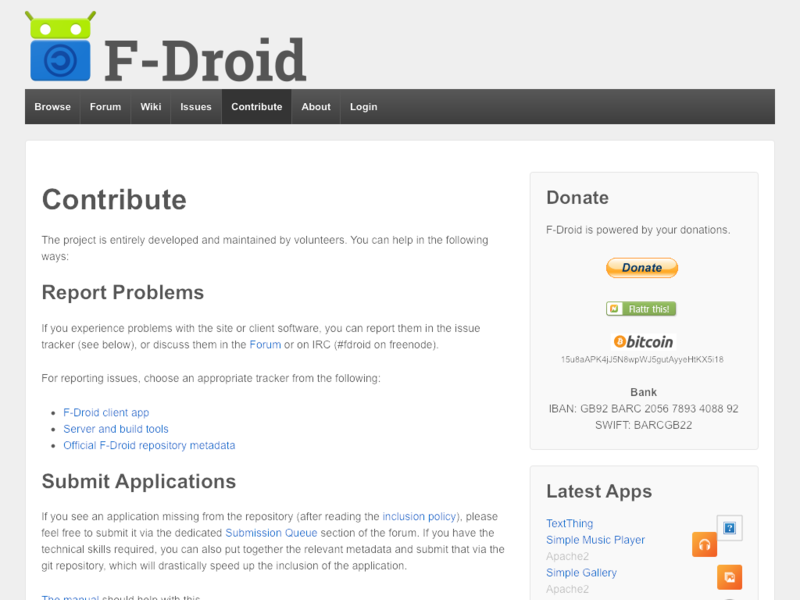 F-Droid
Browse Forum Wiki Issues Contribute About Login
Contribute
The project is entirely developed and maintained by volunteers. You can help in the following
ways:
Report Problems
If you experience problems with the site or client software, you can report them in the issue
tracker (see below), or discuss them in the Forum or on IRC (#fdroid on freenode).
For reporting issues, choose an appropriate tracker from the following:
F-Droid client app
Server and build tools
Official F-Droid repository metadata
Submit Applications
If you see an application missing from the repository (after reading the inclusion policy), please
feel free to submit it via the dedicated Submission Queue section of the forum. If you have the
technical skills required, you can also put together the relevant metadata and submit that via the
git repository, which will drastically speed up the inclusion of the application.
The manual should help with this.
Donate
F-Droid is powered by your donations.
Donate
Flattr this!
bitcoin
15u8aAPK4jJ5N8wpWJ5gutAyyeHtKX5i18
Bank
IBAN: GB92 BARC 2056 7893 4088 92
SWIFT: BARCGB22
Latest Apps
TextThing
Simple Music Player
Apache2
Simple Gallery
Apache2